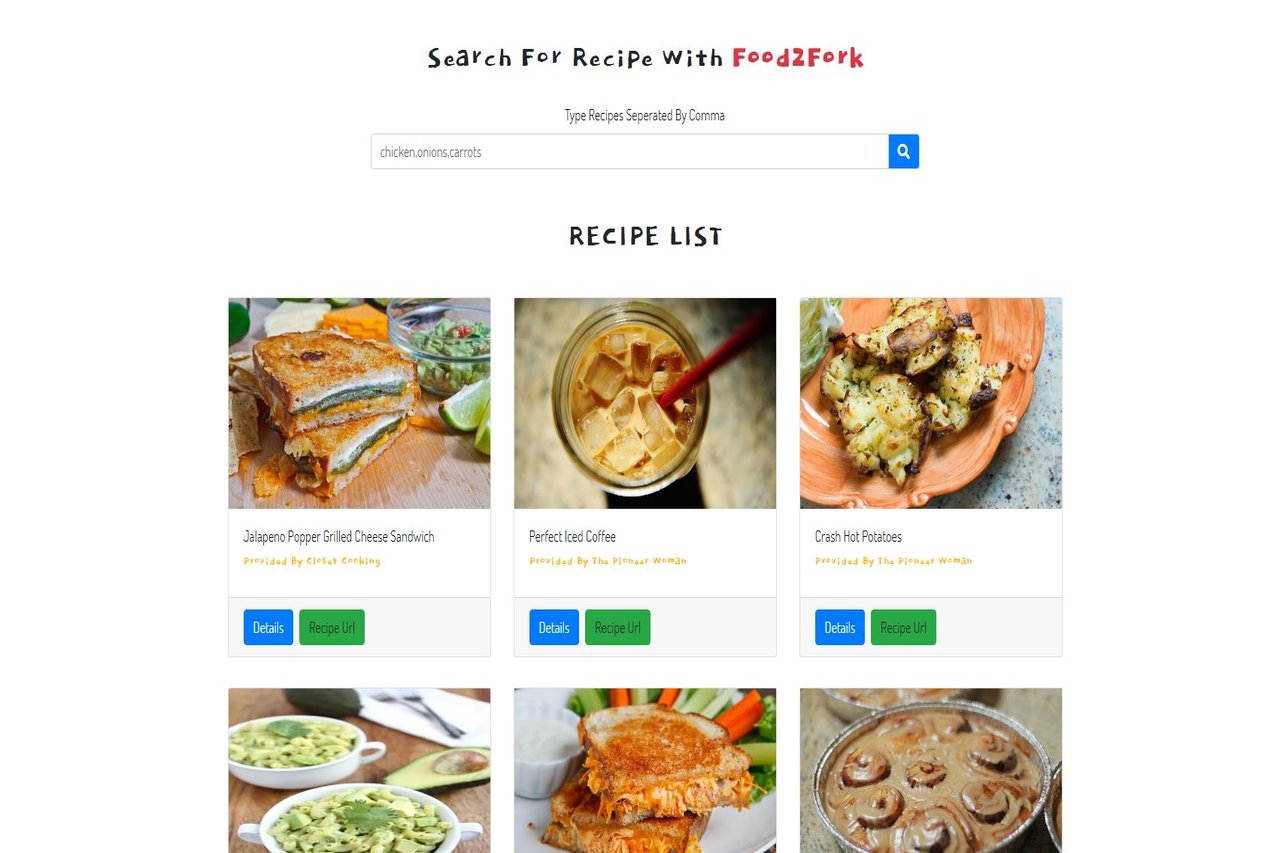 Search For Recipe With Food2Fork
Type Recipes Seperated By Comma
chicken,onions,carrots
RECIPE LIST
Jalapeno Popper Grilled Cheese Sandwich
Provided By Closet Cooking
Details
Recipe Url
Perfect Iced Coffee
Provided By The Pioneer Woman
Details
Recipe Url
Crash Hot Potatoes
Provided By The Pioneer Woman
Details
Recipe Url